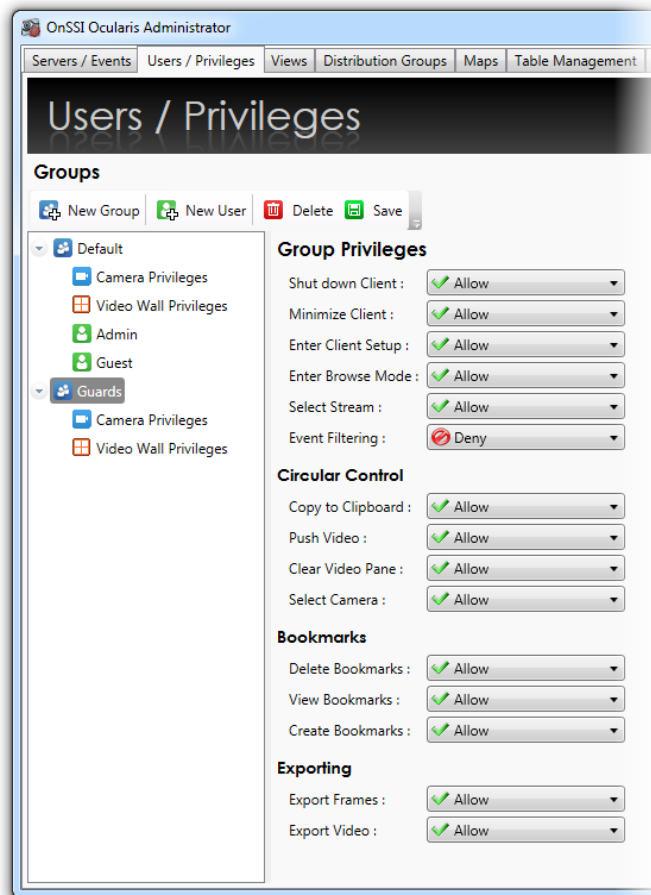 OnSSI Ocularis Administrator
Servers / Events Users / Privileges Views Distribution Groups Maps Table Management
Users / Privileges
Groups
New Group New User Delete Save
Default
Camera Privileges
Video Wall Privileges
Admin
Guest
Guards
Camera Privileges
Video Wall Privileges
Group Privileges
Shut down Client : Allow
Minimize Client : Allow
Enter Client Setup : Allow
Enter Browse Mode : Allow
Select Stream : Allow
Event Filtering : Deny
Circular Control
Copy to Clipboard : Allow
Push Video : Allow
Clear Video Pane : Allow
Select Camera : Allow
Bookmarks
Delete Bookmarks : Allow
View Bookmarks : Allow
Create Bookmarks : Allow
Exporting
Export Frames : Allow
Export Video : Allow